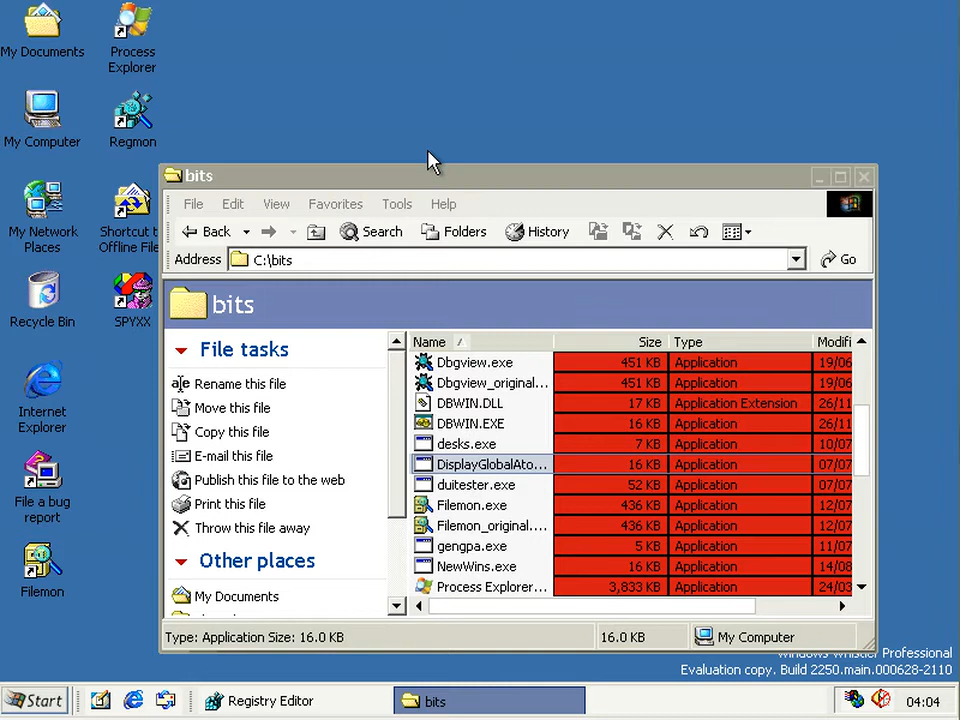 My Documents
Process
Explorer
My Computer
Regmon
My Network
Places
Shortcut t
Offline File
Recycle Bin
SPYXX
Internet
Explorer
File a bug
report
Filemon
bits
File Edit View Favorites Tools Help
Back Search Folders History
Address C:\bits Go
bits
File tasks
Rename this file
Move this file
Copy this file
E-mail this file
Publish this file to the web
Print this file
Throw this file away
Other places
My Documents
Name Size Type Modifi
Dbgview.exe 451 KB Application 19/06
Dbgview_original... 451 KB Application 19/06
DBWIN.DLL 17 KB Application Extension 26/11
DBWIN.EXE 16 KB Application 26/11
desks.exe 7 KB Application 10/07
DisplayGlobalAto... 16 KB Application 07/07
duitester.exe 52 KB Application 07/07
Filemon.exe 436 KB Application 12/07
Filemon_original.... 436 KB Application 12/07
gengpa.exe 5 KB Application 11/07
NewWins.exe 16 KB Application 14/08
Process Explorer... 3,833 KB Application 24/03
Type: Application Size: 16.0 KB 16.0 KB My Computer
Windows Whistler Professional
Evaluation copy. Build 2250.main.000628-2110
Start Registry Editor bits 04:04